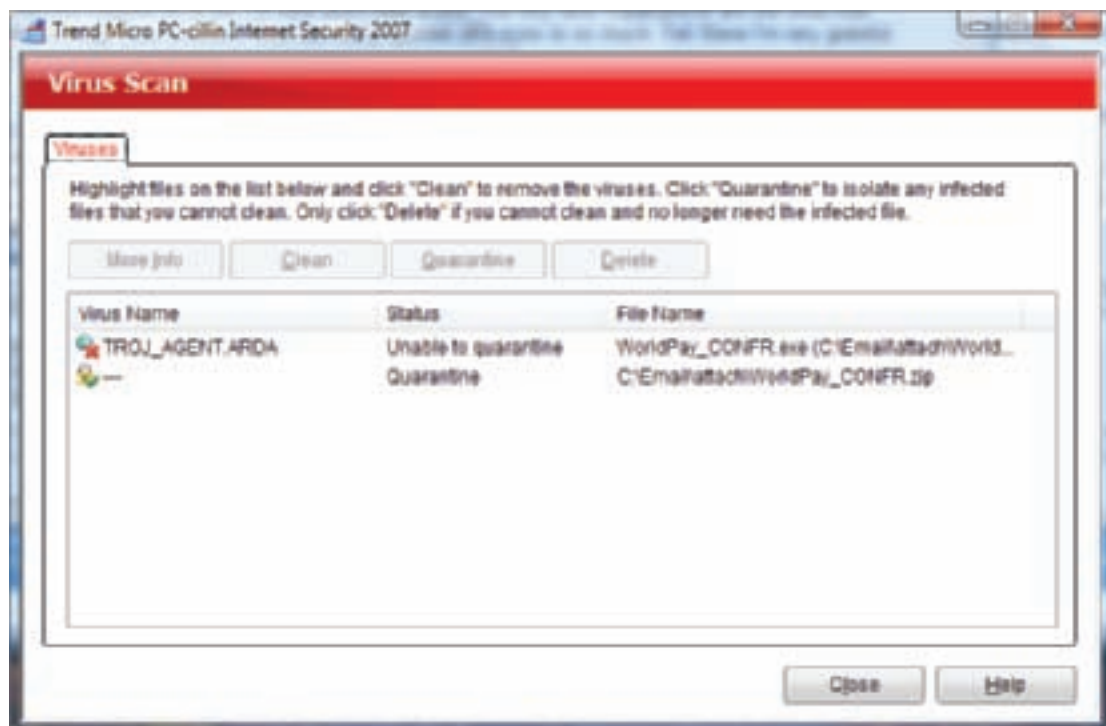 Trend Micro PC-cillin Internet Security 2007
Virus Scan
Viruses
Highlight files on the list below and click "Clean" to remove the viruses. Click "Quarantine" to isolate any infected
files that you cannot clean. Only click "Delete" if you cannot clean and no longer need the infected file.
More Info Clean Quarantine Delete
Virus Name Status File Name
TROJ_AGENT.ARDA Unable to quarantine WorldPay_CONFR.exe (C:\Email\attach\World...
--- Quarantine C:\Email\attach\WorldPay_CONFR.zip
Close Help